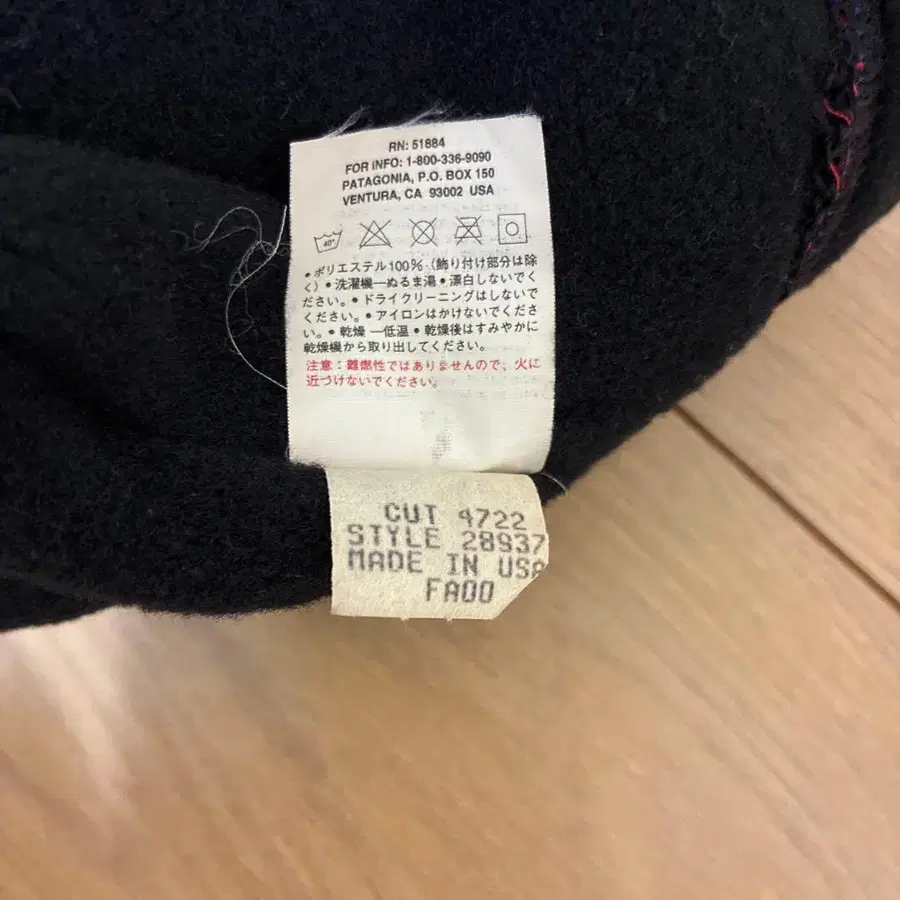 RN: 51884
FOR INFO: 1-800-336-9090
PATAGONIA, P.O. BOX 150
VENTURA, CA 93002 USA
40°
• ポリエステル100% (飾り付け部分は除
く) • 洗濯機—ぬるま湯 • 漂白しないでく
ださい。• ドライクリーニングはしないで
ください。• アイロンはかけないでくださ
い。• 乾燥 —低温 • 乾燥後はすみやかに
乾燥機から取り出してください。
注意：難燃性ではありませんので、火に
近づけないでください。
CUT 4722
STYLE 28937
MADE IN USA
FA00